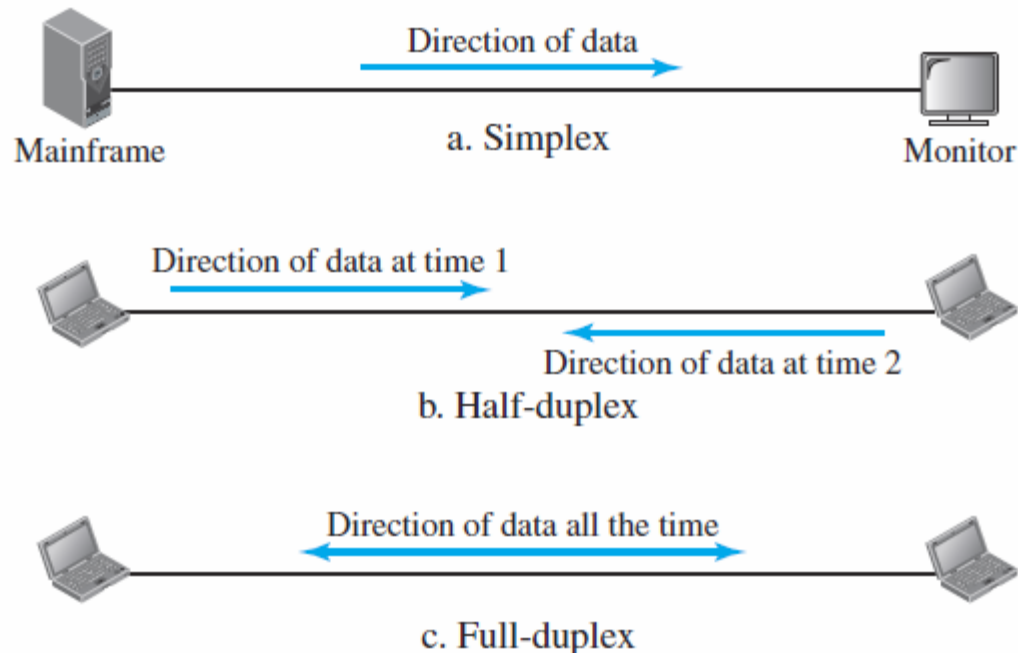 Direction of data
Mainframe
a. Simplex
Monitor
Direction of data at time 1
Direction of data at time 2
b. Half-duplex
Direction of data all the time
c. Full-duplex